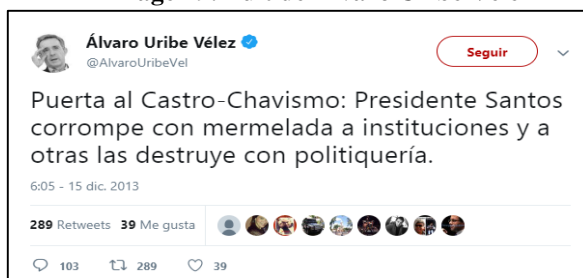 Álvaro Uribe Vélez
@AlvaroUribeVel
Seguir
Puerta al Castro-Chavismo: Presidente Santos
corrompe con mermelada a instituciones y a
otras las destruye con politiquería.
6:05 - 15 dic. 2013
289 Retweets 39 Me gusta
103 289 39